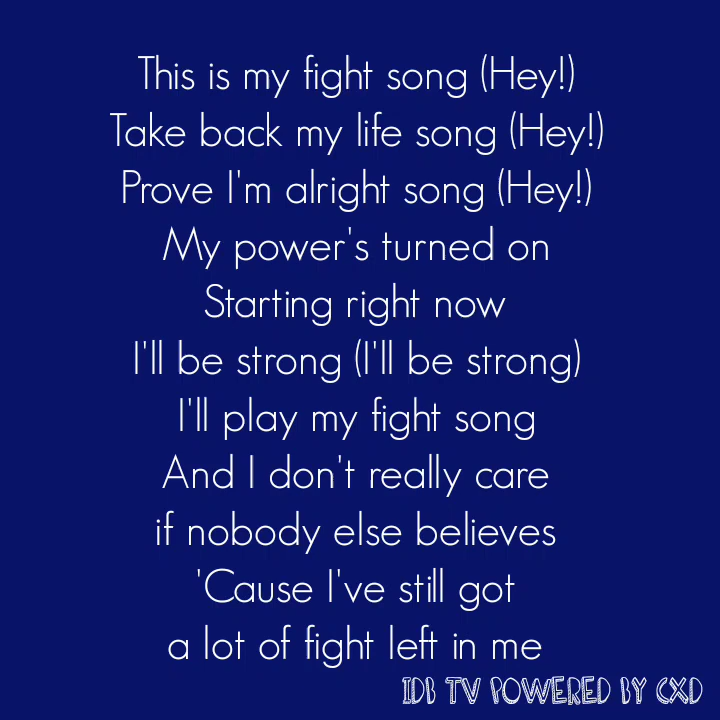 This is my fight song (Hey!)
Take back my life song (Hey!)
Prove I'm alright song (Hey!)
My power's turned on
Starting right now
I'll be strong (I'll be strong)
I'll play my fight song
And I don't really care
if nobody else believes
'Cause I've still got
a lot of fight left in me
IDB TV POWERED BY CXD